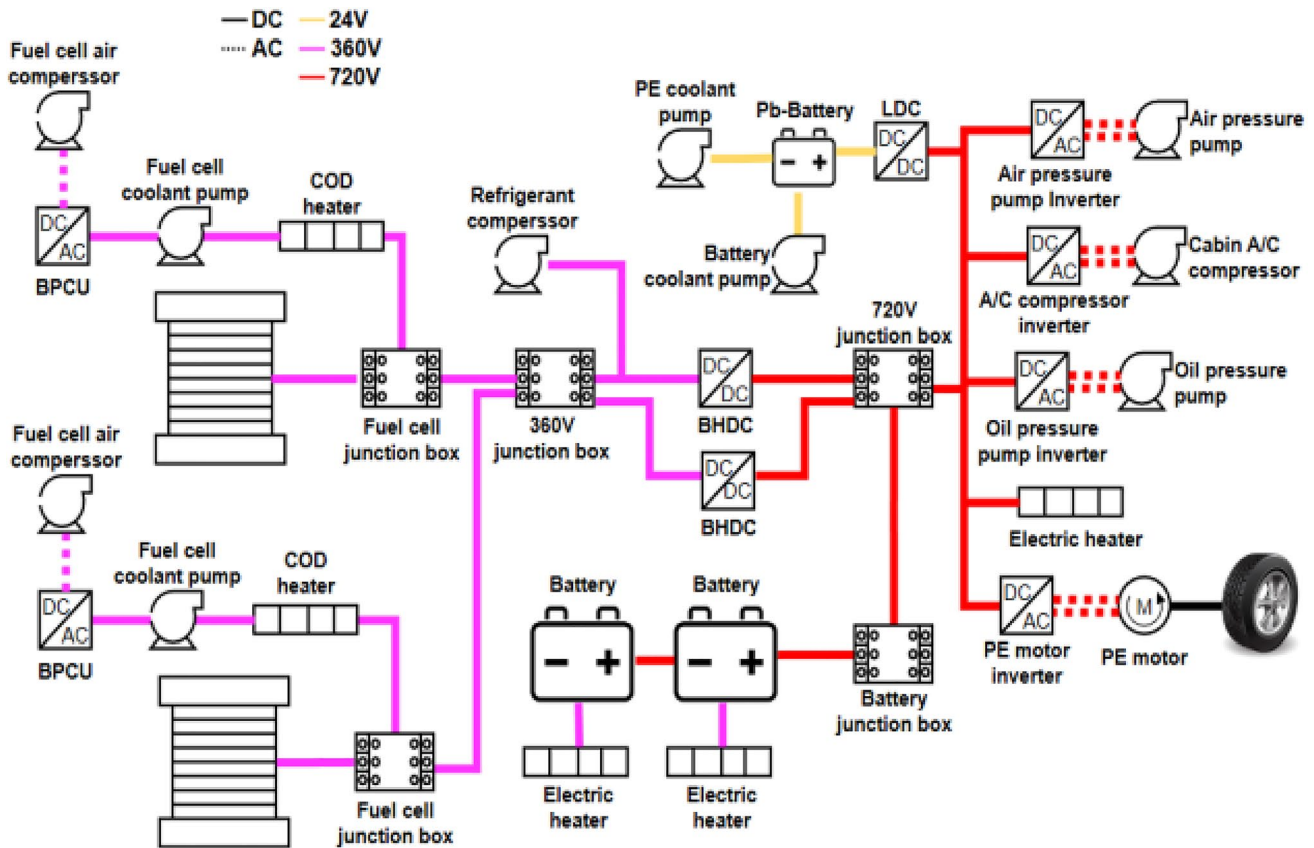 DC
24V
AC
360V
720V
Fuel cell air
comperssor
Fuel cell
coolant pump
COD
heater
DC
AC
BPCU
Refrigerant
comperssor
PE coolant
pump
Pb-Battery
LDC
DC
DC
Battery
coolant pump
DC
AC
Air pressure
pump Inverter
Air pressure
pump
DC
AC
A/C compressor
inverter
Cabin A/C
compressor
720V
junction box
DC
AC
Oil pressure
pump inverter
Oil pressure
pump
Fuel cell
junction box
360V
junction box
DC
DC
BHDC
DC
DC
BHDC
Electric heater
Fuel cell air
comperssor
Fuel cell
coolant pump
COD
heater
DC
AC
BPCU
Battery
Battery
DC
AC
PE motor
inverter
M
PE motor
Battery
junction box
Fuel cell
junction box
Electric
heater
Electric
heater